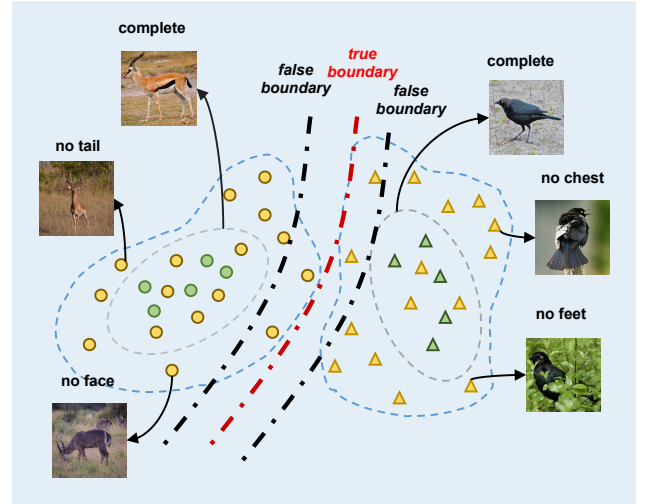 complete
false
boundary
true
boundary
false
boundary
complete
no tail
no chest
no feet
no face